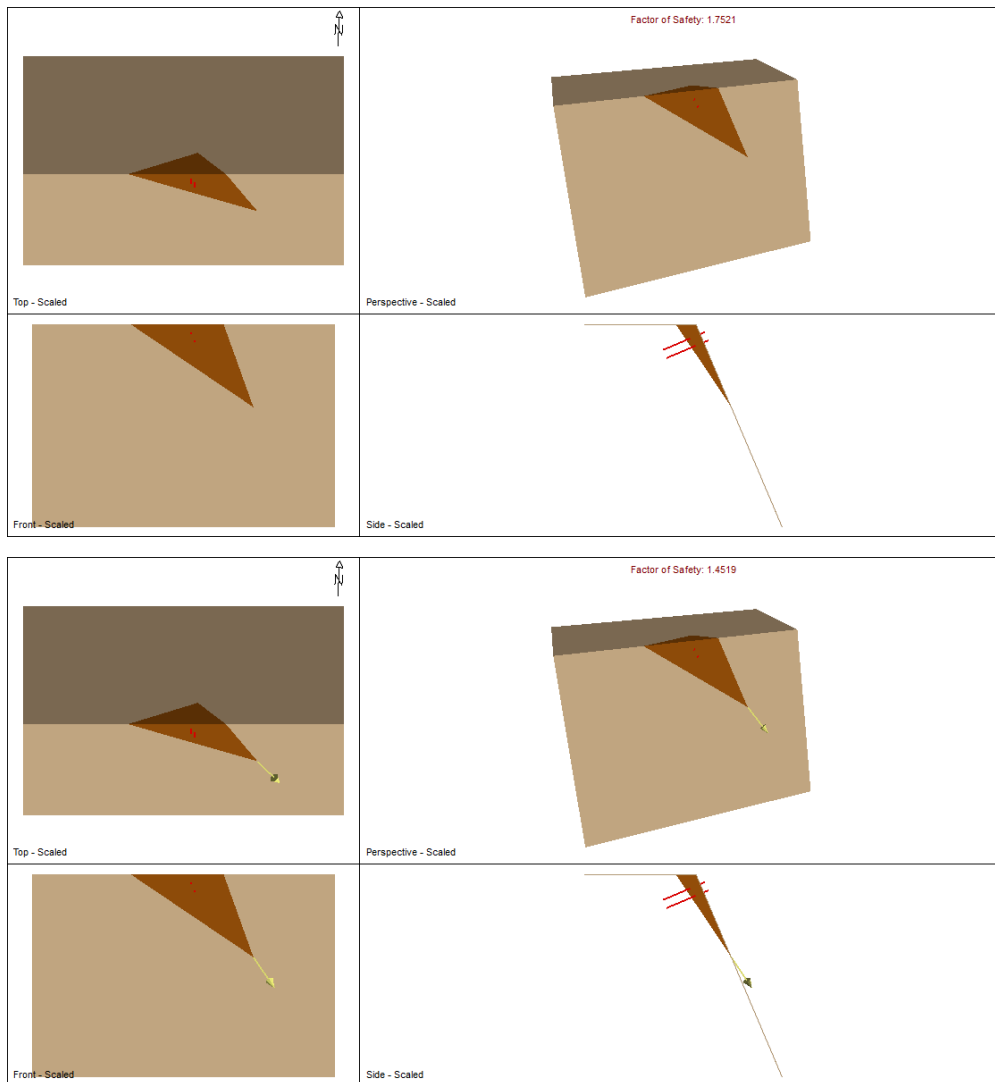 N
Factor of Safety: 1.7521
Top - Scaled
Perspective - Scaled
Front - Scaled
Side - Scaled
N
Factor of Safety: 1.4519
Top - Scaled
Perspective - Scaled
Front - Scaled
Side - Scaled